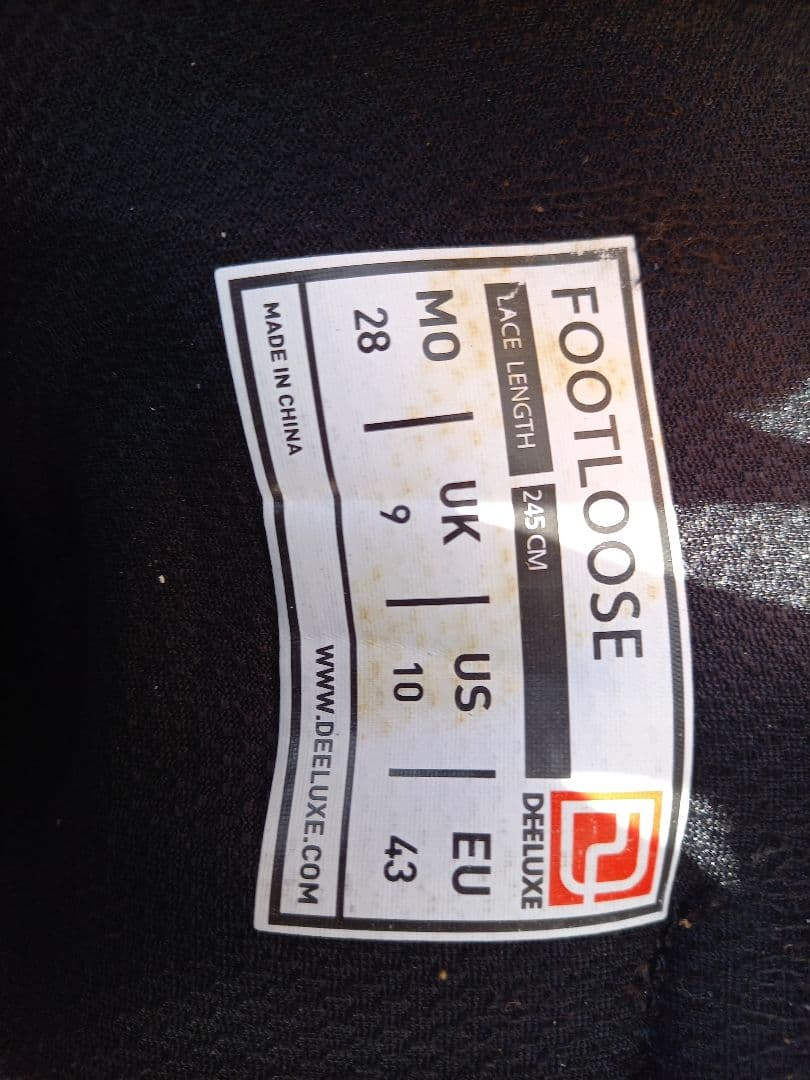 FOOTLOOSE
LACE LENGTH 245 CM
DEELUXE
MO | UK | US | EU
28 | 9 | 10 | 43
MADE IN CHINA WWW.DEELUXE.COM